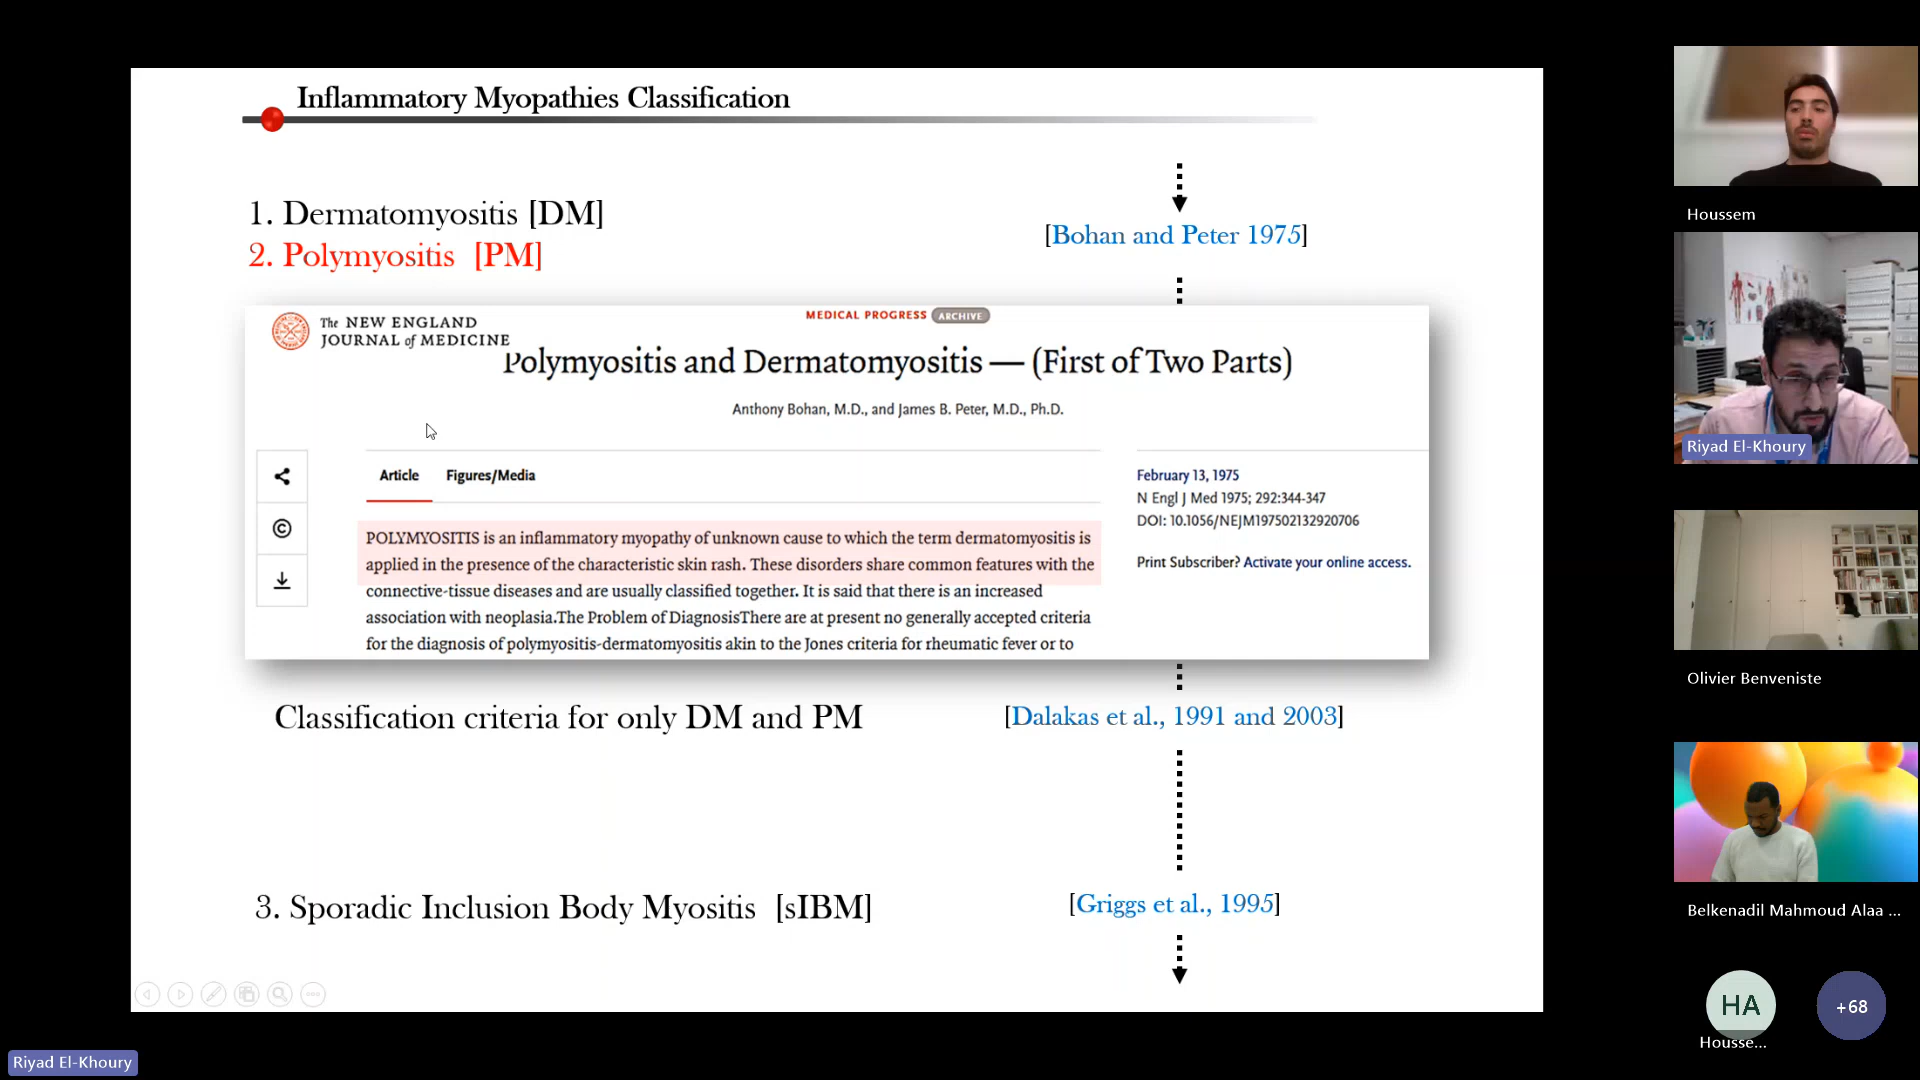 Inflammatory Myopathies Classification
1. Dermatomyositis [DM]
2. Polymyositis [PM]
[Bohan and Peter 1975]
The NEW ENGLAND
JOURNAL of MEDICINE
MEDICAL PROGRESS ARCHIVE
Polymyositis and Dermatomyositis — (First of Two Parts)
Anthony Bohan, M.D., and James B. Peter, M.D., Ph.D.
Article Figures/Media
POLYMYOSITIS is an inflammatory myopathy of unknown cause to which the term dermatomyositis is
applied in the presence of the characteristic skin rash. These disorders share common features with the
connective-tissue diseases and are usually classified together. It is said that there is an increased
association with neoplasia.The Problem of DiagnosisThere are at present no generally accepted criteria
for the diagnosis of polymyositis-dermatomyositis akin to the Jones criteria for rheumatic fever or to
February 13, 1975
N Engl J Med 1975; 292:344-347
DOI: 10.1056/NEJM197502132920706
Print Subscriber? Activate your online access.
Classification criteria for only DM and PM
[Dalakas et al., 1991 and 2003]
3. Sporadic Inclusion Body Myositis [sIBM]
[Griggs et al., 1995]
Riyad El-Khoury
Houssem
Riyad El-Khoury
Olivier Benveniste
Belkenadil Mahmoud Alaa ...
HA
Housse...
+68